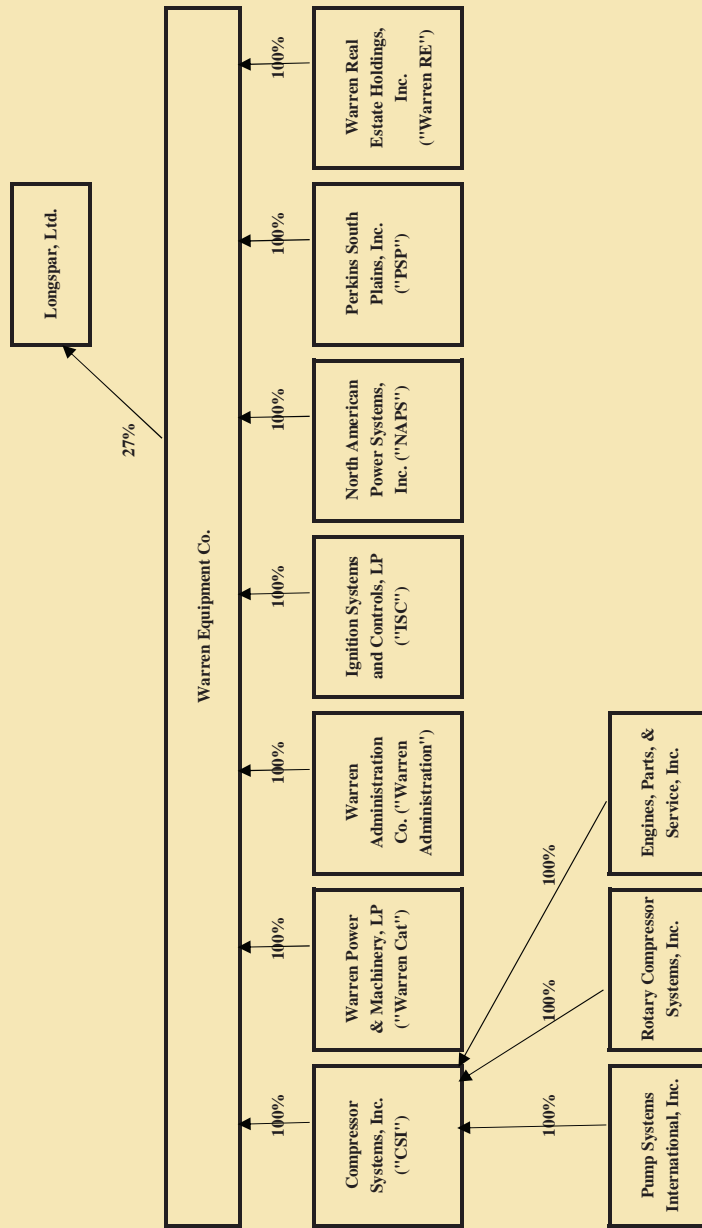 Longspar, Ltd.
27%
Warren Equipment Co.
100%
100%
100%
100%
100%
100%
100%
Compressor
Systems, Inc.
("CSI")
Warren Power
& Machinery, LP
("Warren Cat")
Warren
Administration
Co. ("Warren
Administration")
Ignition Systems
and Controls, LP
("ISC")
North American
Power Systems,
Inc. ("NAPS")
Perkins South
Plains, Inc.
("PSP")
Warren Real
Estate Holdings,
Inc.
("Warren RE")
100%
100%
100%
Pump Systems
International, Inc.
Rotary Compressor
Systems, Inc.
Engines, Parts, &
Service, Inc.